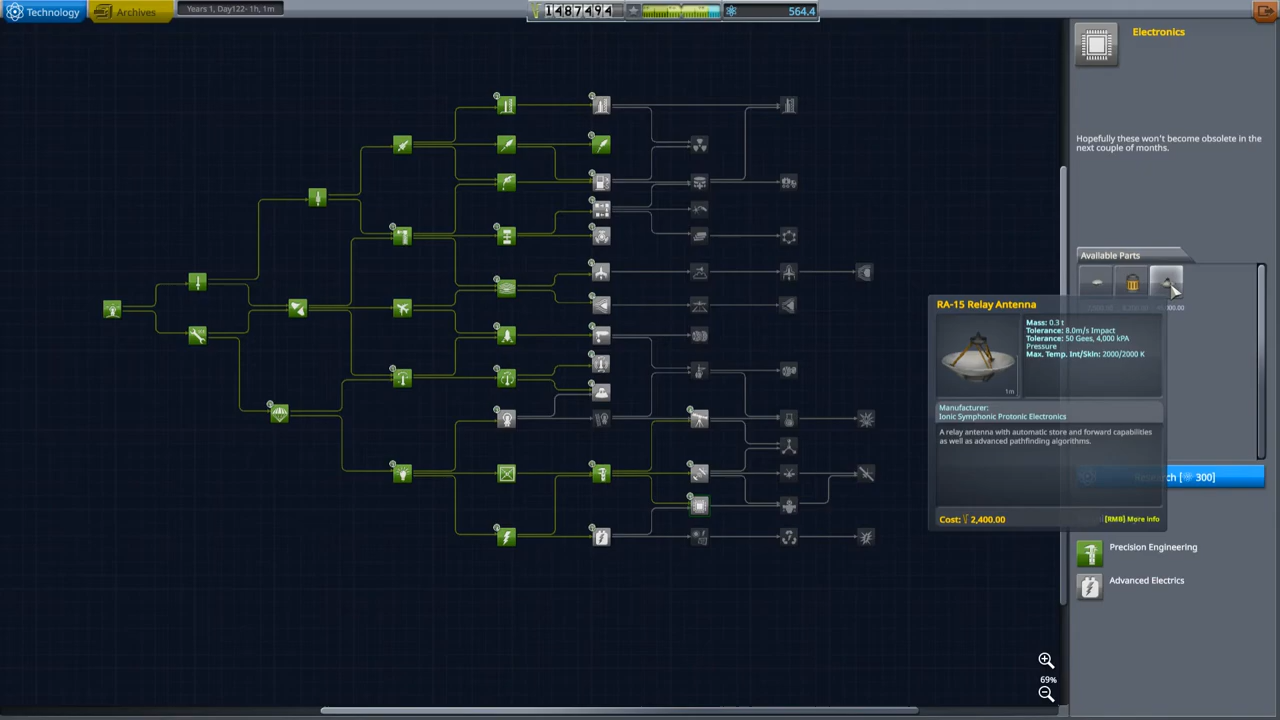 Technology
Archives
Years 1, Day122- 1h, 1m
1487494
564.4
Electronics
Hopefully these won't become obsolete in the
next couple of months.
Available Parts
RA-15 Relay Antenna
Mass: 0.3 t
Tolerance: 8.0m/s Impact
Tolerance: 50 Gees, 4,000 kPA
Pressure
Max. Temp. Int/Skin: 2000/2000 K
1m
Manufacturer:
Ionic Symphonic Protonic Electronics
A relay antenna with automatic store and forward capabilities
as well as advanced pathfinding algorithms.
Research [300]
Cost: 2,400.00
[RMB] More Info
Precision Engineering
Advanced Electrics
69%